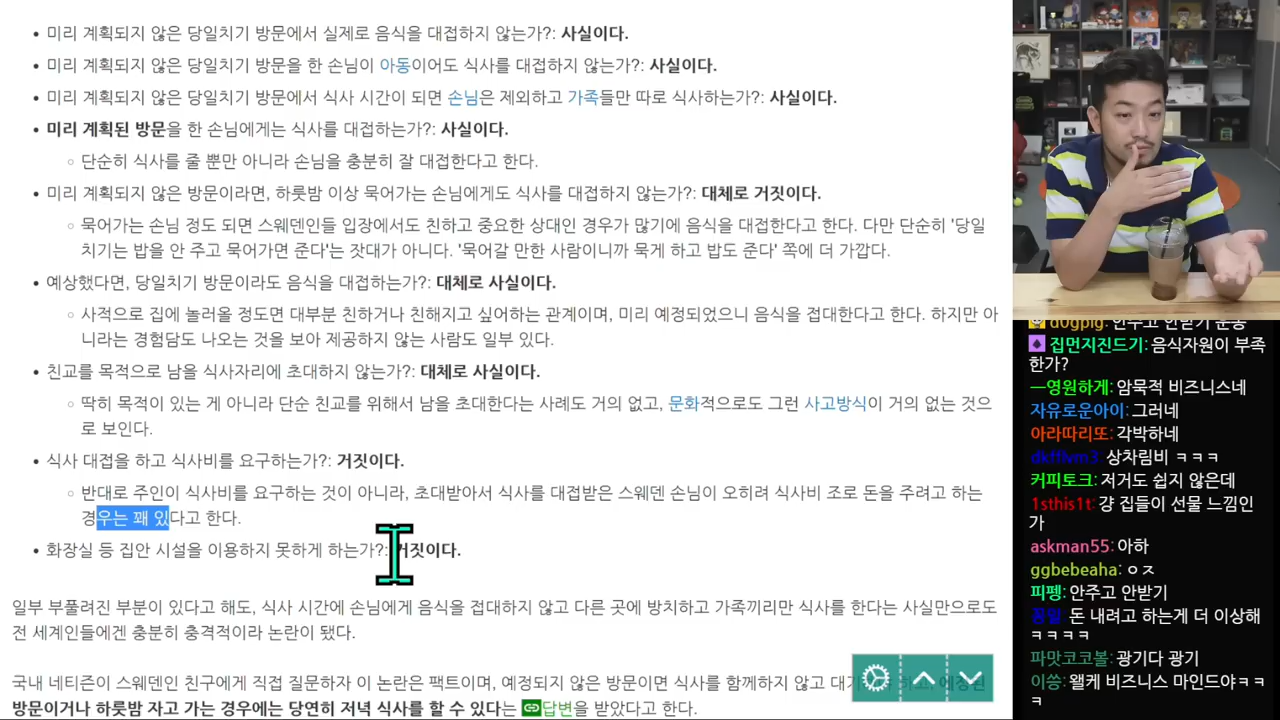 미리 계획되지 않은 당일치기 방문에서 실제로 음식을 대접하지 않는가?: 사실이다.
미리 계획되지 않은 당일치기 방문을 한 손님이 아동이어도 식사를 대접하지 않는가?: 사실이다.
미리 계획되지 않은 당일치기 방문에서 식사 시간이 되면 손님은 제외하고 가족들만 따로 식사하는가?: 사실이다.
미리 계획된 방문을 한 손님에게는 식사를 대접하는가?: 사실이다.
단순히 식사를 줄 뿐만 아니라 손님을 충분히 잘 대접한다고 한다.
미리 계획되지 않은 방문이라면, 하룻밤 이상 묵어가는 손님에게도 식사를 대접하지 않는가?: 대체로 거짓이다.
묵어가는 손님 정도 되면 스웨덴인들 입장에서도 친하고 중요한 상대인 경우가 많기에 음식을 대접한다고 한다. 다만 단순히 '당일
치기는 밥을 안 주고 묵어가면 준다'는 잣대가 아니다. '묵어갈 만한 사람이니까 묵게 하고 밥도 준다' 쪽에 더 가깝다.
예상했다면, 당일치기 방문이라도 음식을 대접하는가?: 대체로 사실이다.
사적으로 집에 놀러올 정도면 대부분 친하거나 친해지고 싶어하는 관계이며, 미리 예정되었으니 음식을 접대한다고 한다. 하지만 아
니라는 경험담도 나오는 것을 보아 제공하지 않는 사람도 일부 있다.
친교를 목적으로 남을 식사자리에 초대하지 않는가?: 대체로 사실이다.
딱히 목적이 있는 게 아니라 단순 친교를 위해서 남을 초대한다는 사례도 거의 없고, 문화적으로도 그런 사고방식이 거의 없는 것으
로 보인다.
식사 대접을 하고 식사비를 요구하는가?: 거짓이다.
반대로 주인이 식사비를 요구하는 것이 아니라, 초대받아서 식사를 대접받은 스웨덴 손님이 오히려 식사비 조로 돈을 주려고 하는
경우는 꽤 있다고 한다.
화장실 등 집안 시설을 이용하지 못하게 하는가?: 거짓이다.
일부 부풀려진 부분이 있다고 해도, 식사 시간에 손님에게 음식을 접대하지 않고 다른 곳에 방치하고 가족끼리만 식사를 한다는 사실만으로도
전 세계인들에겐 충분히 충격적이라 논란이 됐다.
국내 네티즌이 스웨덴인 친구에게 직접 질문하자 이 논란은 팩트이며, 예정되지 않은 방문이면 식사를 함께하지 않고 대기 하고, 예정된
방문이거나 하룻밤 자고 가는 경우에는 당연히 저녁 식사를 할 수 있다는 답변을 받았다고 한다.
d0gpig: 안주고 안받기 운동
집먼지진드기: 음식자원이 부족
한가?
一영원하게: 암묵적 비즈니스네
자유로운아이: 그러네
아라따리또: 각박하네
dkftlvm3: 상차림비 ㅋㅋㅋ
커피토크: 저거도 쉽지 않은데
1sthis1t: 걍 집들이 선물 느낌인
가
askman55: 아하
ggbebeaha: ㅇㅈ
피펭: 안주고 안받기
꽁일: 돈 내려고 하는게 더 이상해
ㅋㅋㅋㅋ
파맛코코볼: 광기다 광기
이쓩: 왤케 비즈니스 마인드야ㅋㅋ
ㅋ